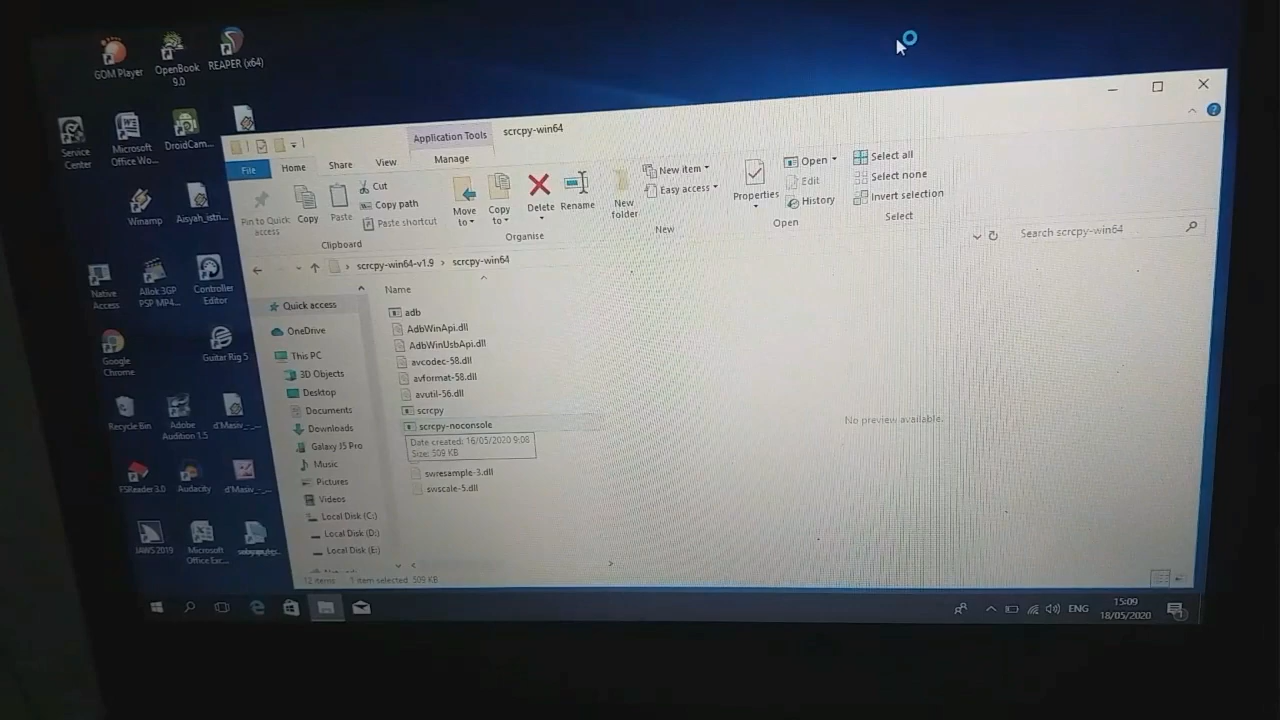 GOM Player
OpenBook
9.0
REAPER (x64)
Service
Center
Microsoft
Office Wo...
DroidCam...
Winamp
Aisyah_istri...
Native
Access
Allok 3GP
PSP MP4...
Controller
Editor
Google
Chrome
Guitar Rig 5
Recycle Bin
Adobe
Audition 1.5
d'Masiv_-_...
FSReader 3.0
Audacity
d'Masiv_-_...
JAWS 2019
Microsoft
Office Exc...
Application Tools
scrcpy-win64
File
Home
Share
View
Manage
Pin to Quick
access
Copy
Paste
Cut
Copy path
Paste shortcut
Clipboard
Move
to
Copy
to
Delete
Rename
Organise
New
folder
New item
Easy access
New
Properties
Open
Edit
History
Open
Select all
Select none
Invert selection
Select
scrcpy-win64-v1.9 > scrcpy-win64
Search scrcpy-win64
Quick access
OneDrive
This PC
3D Objects
Desktop
Documents
Downloads
Galaxy J5 Pro
Music
Pictures
Videos
Local Disk (C:)
Local Disk (D:)
Local Disk (E:)
Name
adb
AdbWinApi.dll
AdbWinUsbApi.dll
avcodec-58.dll
avformat-58.dll
avutil-56.dll
scrcpy
scrcpy-noconsole
Date created: 16/05/2020 9:08
Size: 509 KB
swresample-3.dll
swscale-5.dll
No preview available.
12 items
1 item selected 509 KB
ENG
15:09
18/05/2020